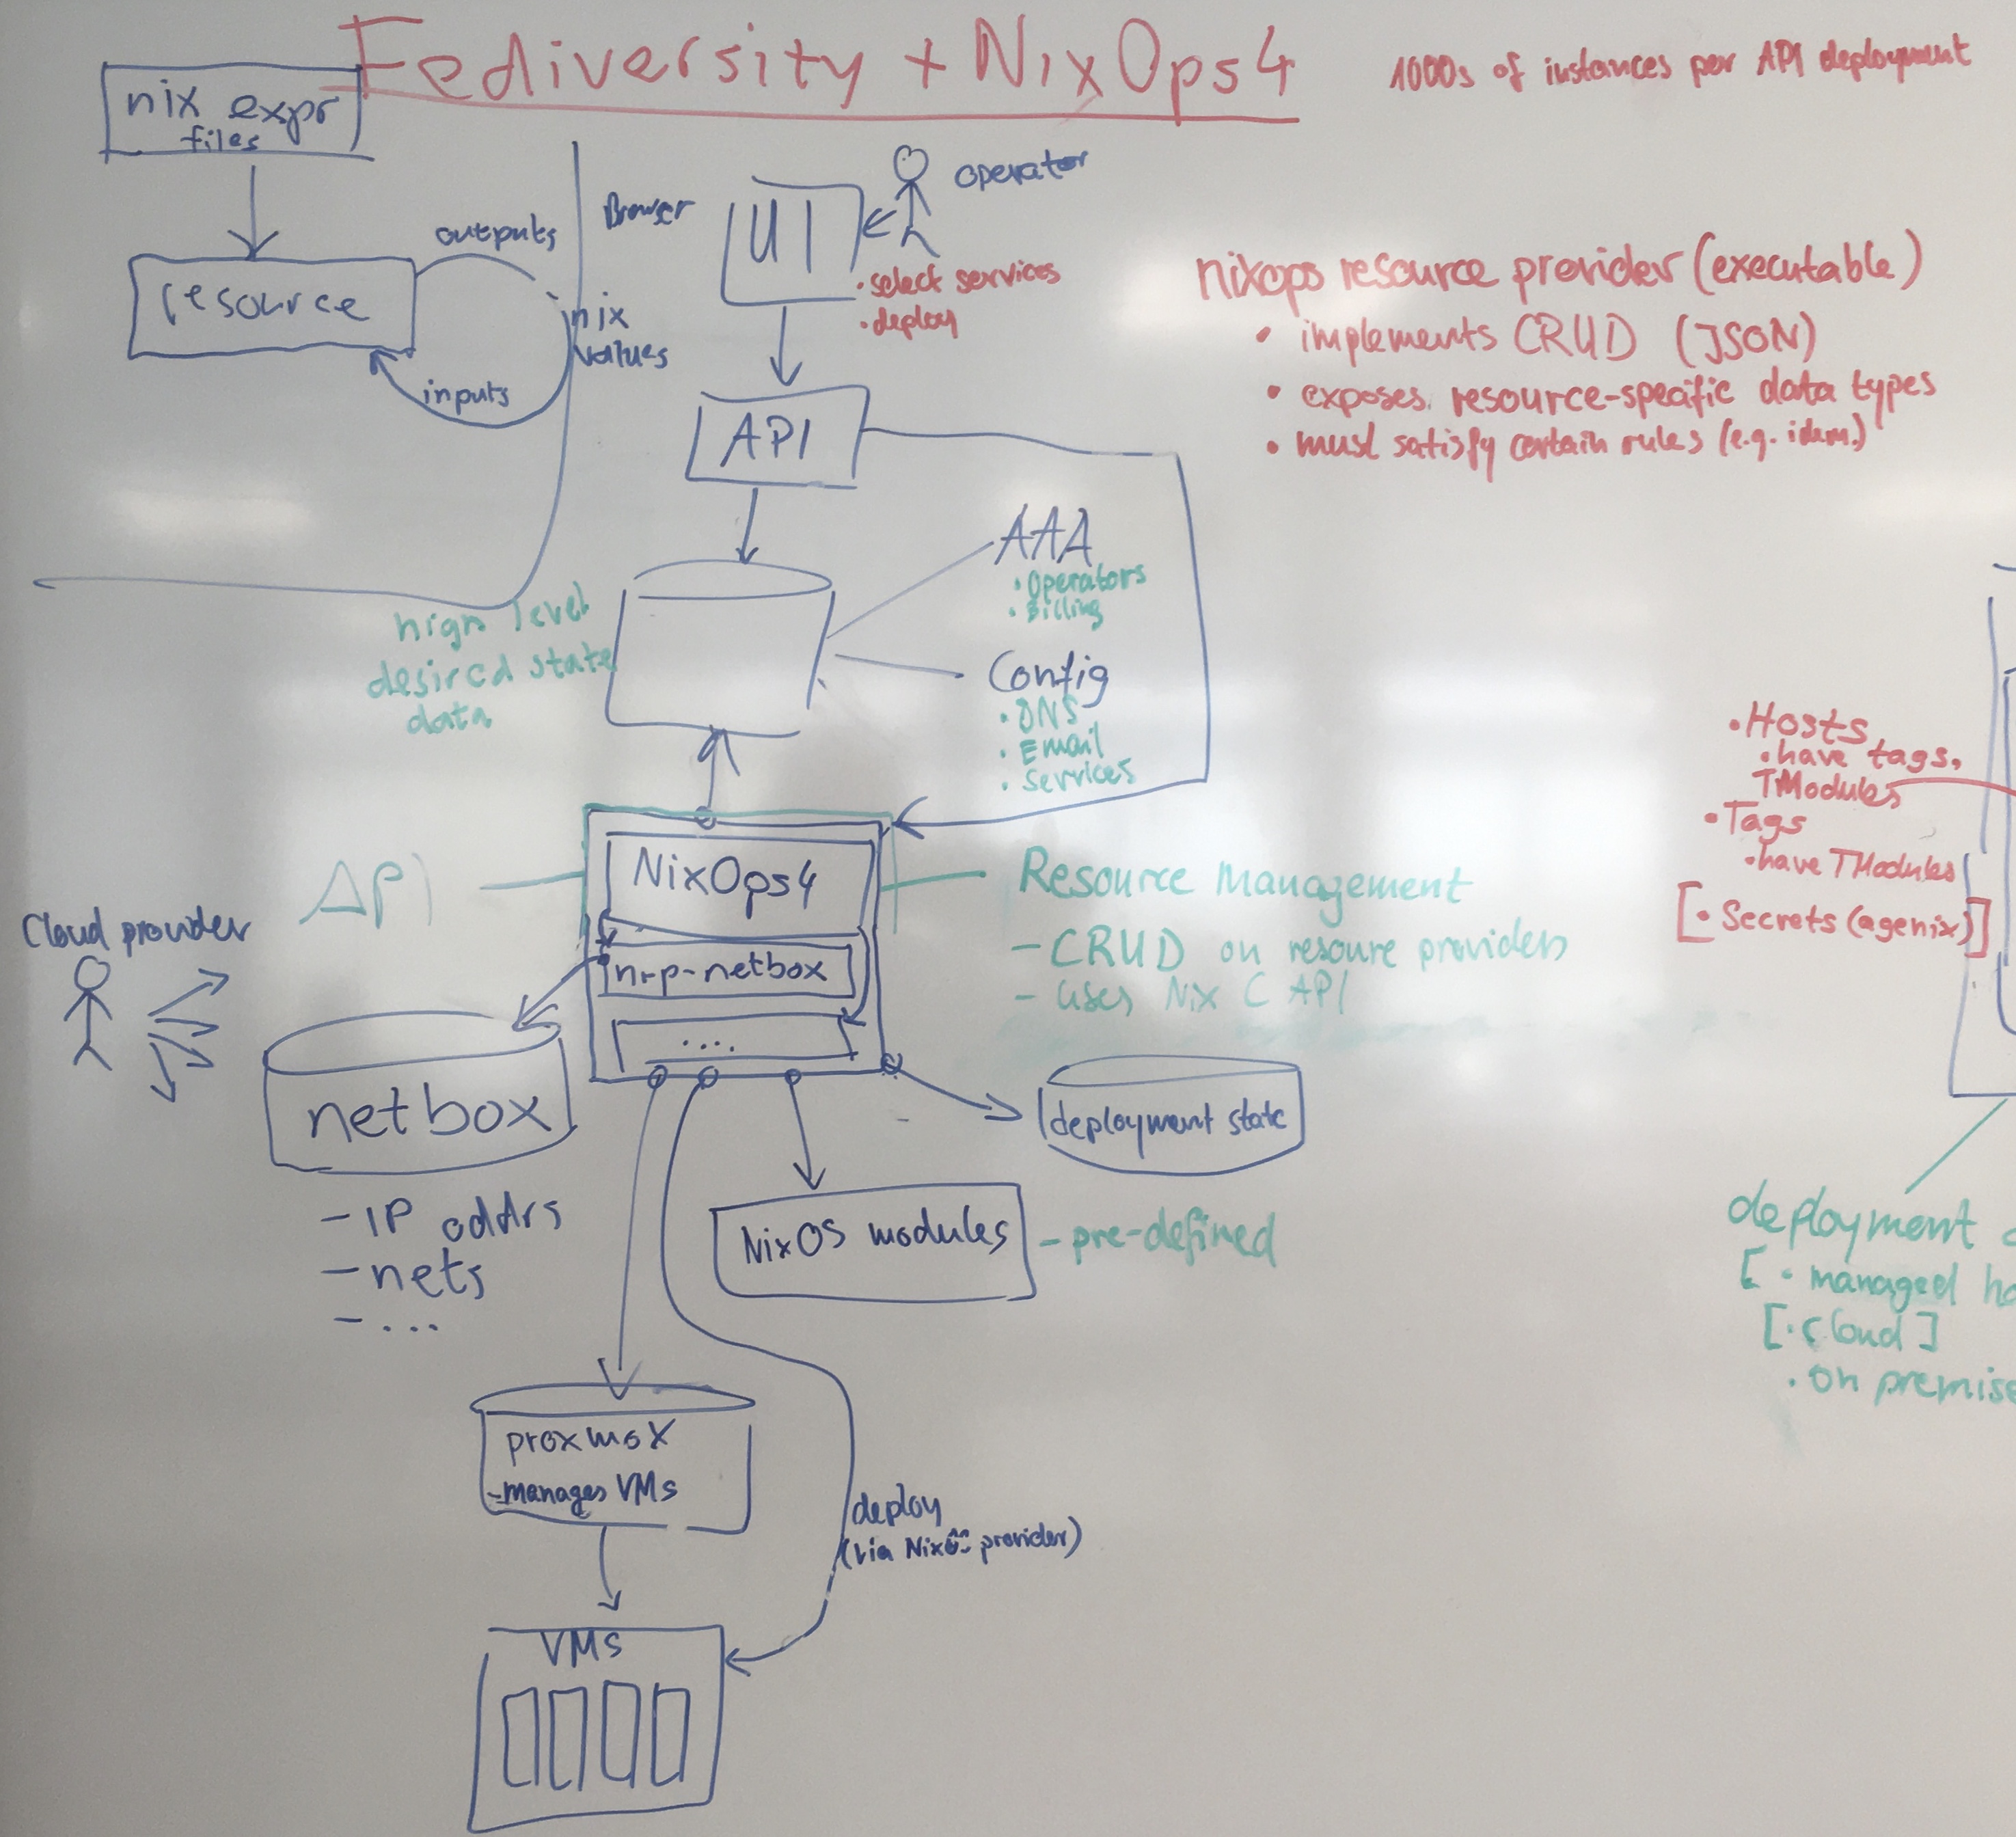 Fediversity + NixOps4
1000s of instances per API deployment
nix expr
files
resource
outputs
nix
values
inputs
Browser
UI
operator
• select services
• deploy
API
nixops resource provider (executable)
• implements CRUD (JSON)
• exposes resource-specific data types
• must satisfy certain rules (e.g. idem.)
high level
desired state
data
AAA
• Operators
• Billing
Config
• DNS
• Email
• Services
• Hosts
• have tags,
TModules
• Tags
• have TModules
[• Secrets (agenix)]
API
NixOps4
nrp-netbox
....
Resource Management
- CRUD on resoure providers
- uses Nix C API
Cloud provider
netbox
- IP addrs
- nets
- ...
deployment state
NixOS modules
- pre-defined
proxmox
- manages VMs
deploy
(via NixOS provider)
VMs
deployment
[ • managed
[ • cloud ]
• on premise